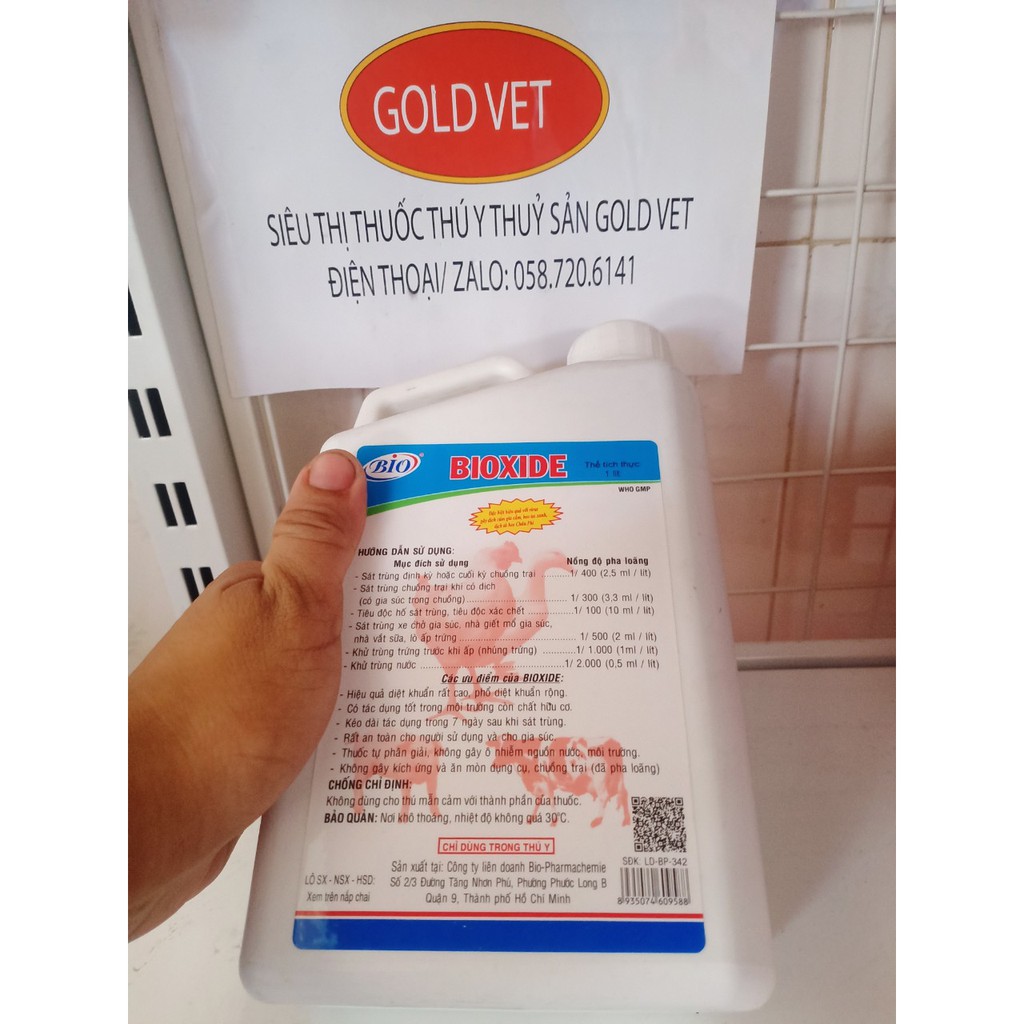 GOLD VET
SIÊU THỊ THUỐC THÚ Y THUỶ SẢN GOLD VET
ĐIỆN THOẠI/ ZALO: 058.720.6141
BIO
BIOXIDE
Thể tích thực:
1 lít
WHO GMP
HƯỚNG DẪN SỬ DỤNG:
Mục đích sử dụng Nồng độ pha loãng
- Sát trùng định kỳ hoặc cuối kỳ chuồng trại ...........1/ 400 (2.5 ml / lít)
- Sát trùng chuồng trại khi có dịch
(có gia súc trong chuồng)........................................ 1/ 300 (3.3 ml / lít)
- Tiêu độc hố sát trùng, tiêu độc xác chết ................ 1/ 100 (10 ml / lít)
- Sát trùng xe chở gia súc, nhà giết mổ gia súc,
nhà vắt sữa, lò ấp trứng .......................................... 1/ 500 (2 ml / lít)
- Khử trùng trứng trước khi ấp (nhúng trứng) .......... 1/ 1.000 (1ml / lít)
- Khử trùng nước ..................................................... 1/ 2.000 (0,5 ml / lít)
Các ưu điểm của BIOXIDE:
- Hiệu quả diệt khuẩn rất cao, phổ diệt khuẩn rộng.
- Có tác dụng tốt trong môi trường còn chất hữu cơ.
- Kéo dài tác dụng trong 7 ngày sau khi sát trùng.
- Rất an toàn cho người sử dụng và cho gia súc.
- Thuốc tự phân giải, không gây ô nhiễm nguồn nước, môi trường.
- Không gây kích ứng và ăn mòn dụng cụ, chuồng trại (đã pha loãng)
CHỐNG CHỈ ĐỊNH:
Không dùng cho thú mẫn cảm với thành phần của thuốc.
BẢO QUẢN: Nơi khô thoáng, nhiệt độ không quá 30°C.
CHỈ DÙNG TRONG THÚ Y
SĐK: LD-BP-342
LÔ SX - NSX - HSD:
Xem trên nắp chai
Sản xuất tại: Công ty liên doanh Bio-Pharmachemie
Số 2/3 Đường Tăng Nhơn Phú, Phường Phước Long B
Quận 9, Thành phố Hồ Chí Minh
8 935074 609588